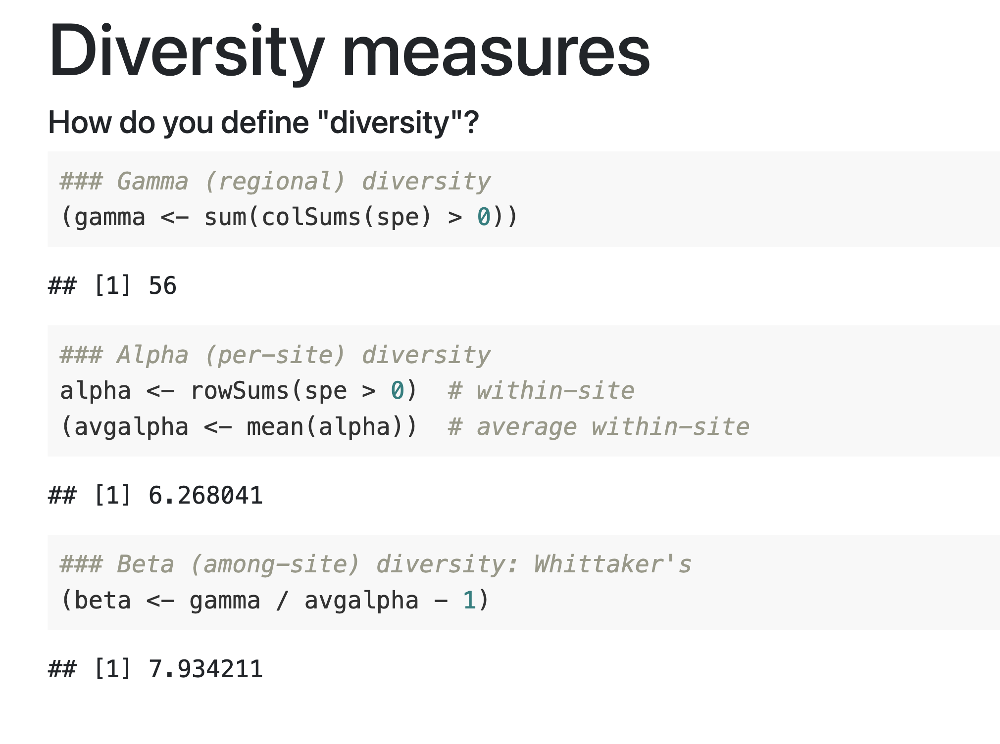 Diversity measures
How do you define "diversity"?
### Gamma (regional) diversity
(gamma <- sum(colSums(spe) > 0))
## [1] 56
### Alpha (per-site) diversity
alpha <- rowSums(spe > 0)  # within-site
(avgalpha <- mean(alpha))  # average within-site
## [1] 6.268041
### Beta (among-site) diversity: Whittaker's
(beta <- gamma / avgalpha - 1)
## [1] 7.934211